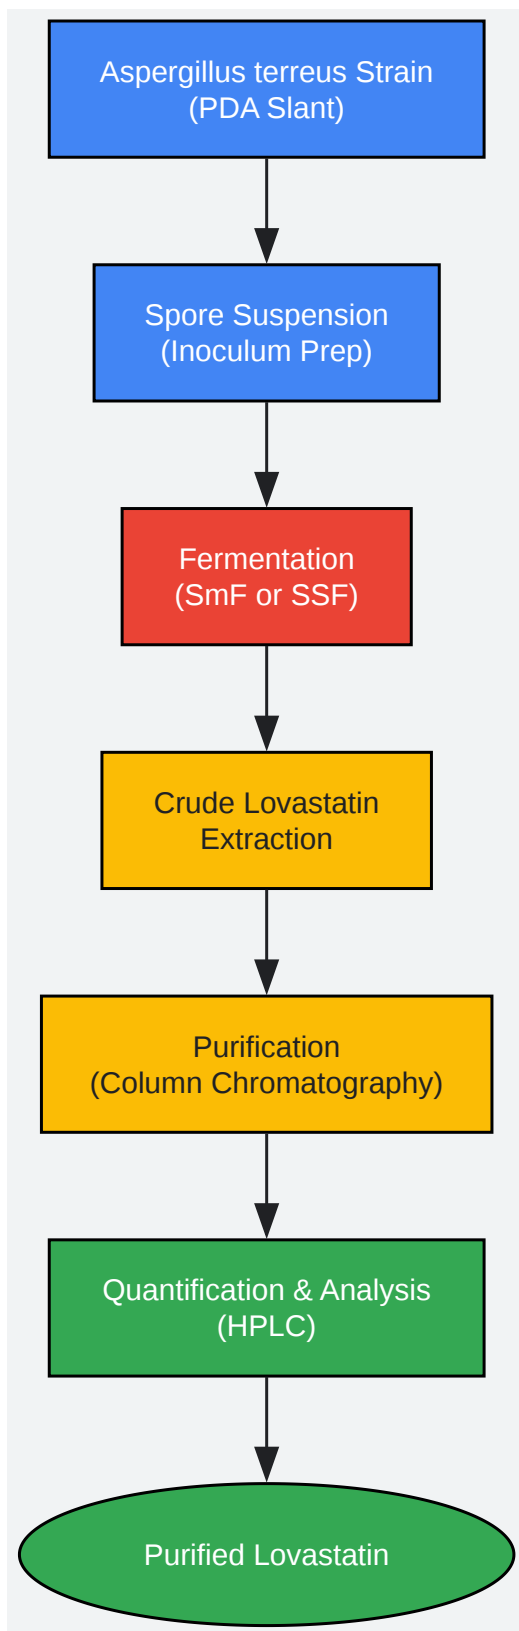 Aspergillus terreus Strain
(PDA Slant)
Spore Suspension
(Inoculum Prep)
Fermentation
(SmF or SSF)
Crude Lovastatin
Extraction
Purification
(Column Chromatography)
Quantification & Analysis
(HPLC)
Purified Lovastatin